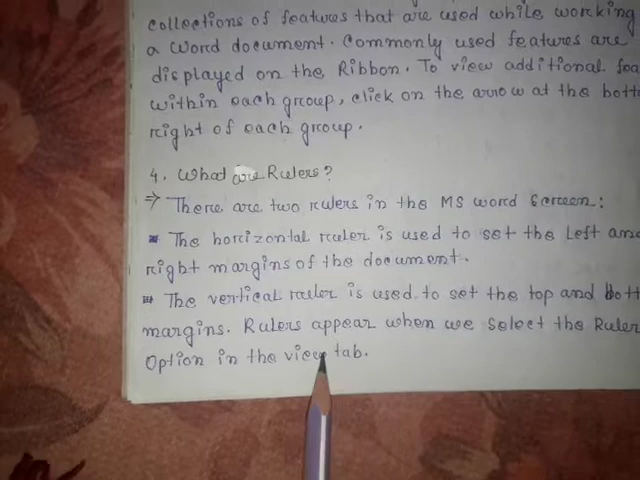 collections of features that are used while working
a word document. Commonly used features are
displayed on the Ribbon. To view additional fea
within each group, click on the arrow at the bott
right of each group.
4. What are Rulers?
⇒ There are two rulers in the MS word Screen:
▪ The horizontal ruler is used to set the Left and
right margins of the document.
▪ The vertical ruler is used to set the top and bott
margins. Rulers appear when we select the Ruler
Option in the view tab.